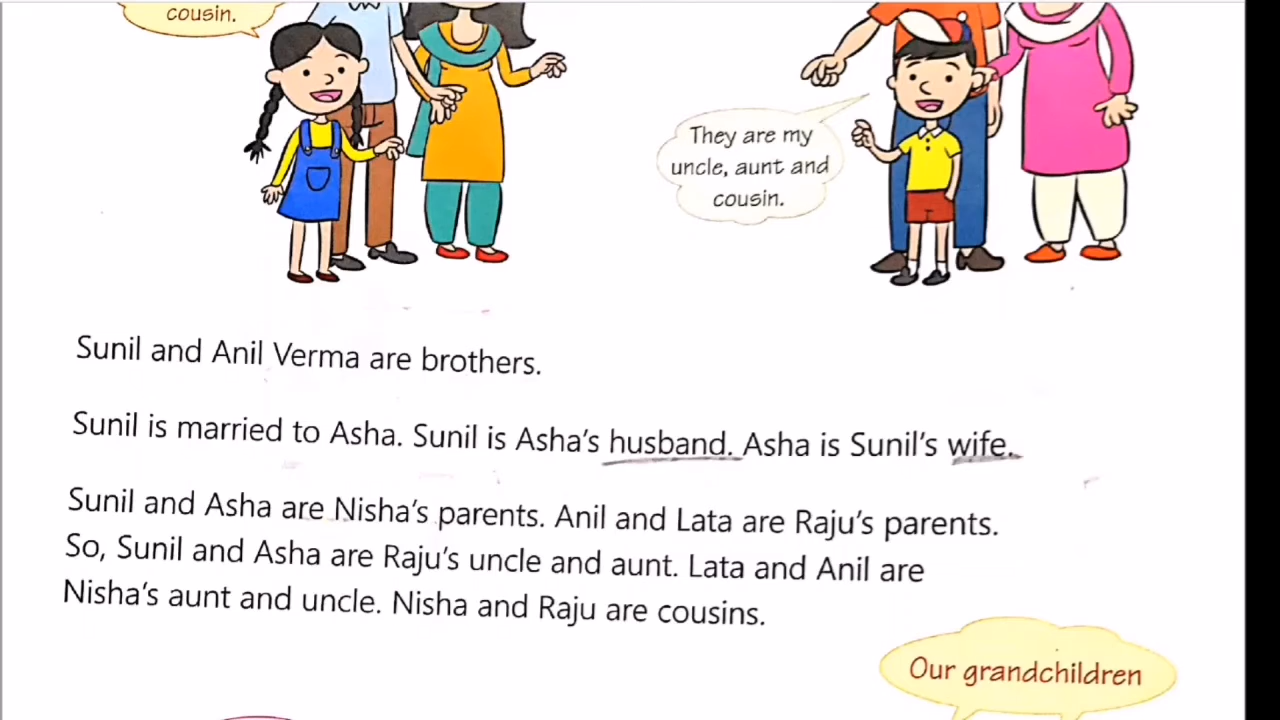 cousin.
They are my
uncle, aunt and
cousin.
Sunil and Anil Verma are brothers.
Sunil is married to Asha. Sunil is Asha's husband. Asha is Sunil's wife.
Sunil and Asha are Nisha's parents. Anil and Lata are Raju's parents.
So, Sunil and Asha are Raju's uncle and aunt. Lata and Anil are
Nisha's aunt and uncle. Nisha and Raju are cousins.
Our grandchildren